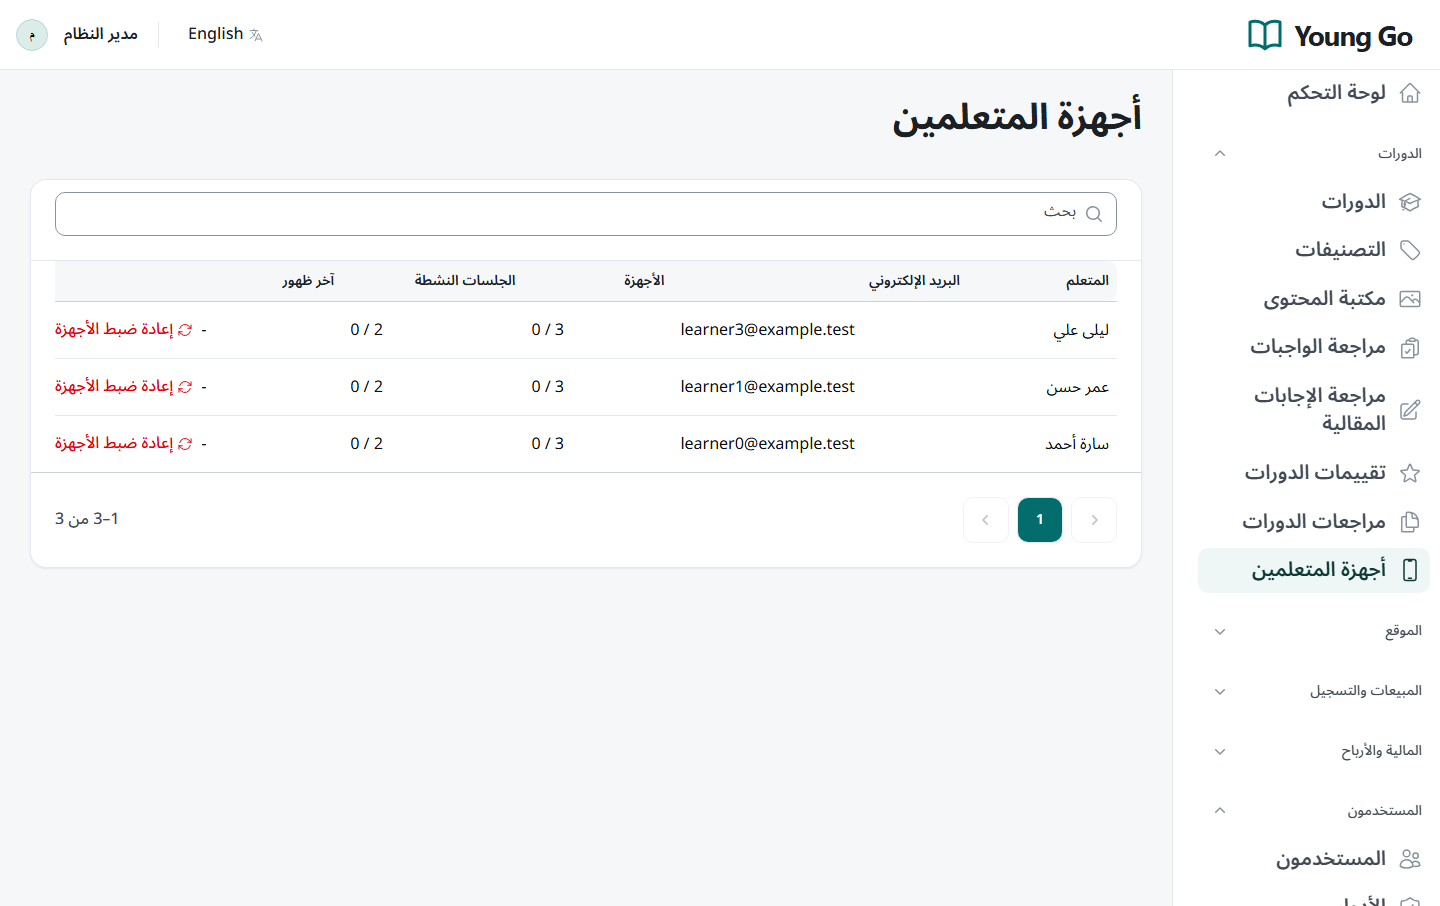 Young Go
English
مدير النظام
م
لوحة التحكم
الدورات
الدورات
التصنيفات
مكتبة المحتوى
مراجعة الواجبات
مراجعة الإجابات
المقالية
تقييمات الدورات
مراجعات الدورات
أجهزة المتعلمين
الموقع
المبيعات والتسجيل
المالية والأرباح
المستخدمون
المستخدمون
أجهزة المتعلمين
بحث
المتعلم البريد الإلكتروني الأجهزة الجلسات النشطة آخر ظهور
ليلى علي learner3@example.test 0 / 3 0 / 2 - إعادة ضبط الأجهزة
عمر حسن learner1@example.test 0 / 3 0 / 2 - إعادة ضبط الأجهزة
سارة أحمد learner0@example.test 0 / 3 0 / 2 - إعادة ضبط الأجهزة
1
1–3 من 3